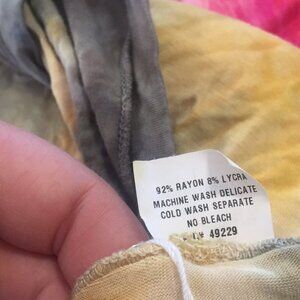 92% RAYON 8% LYCRA
MACHINE WASH DELICATE
COLD WASH SEPARATE
NO BLEACH
49229